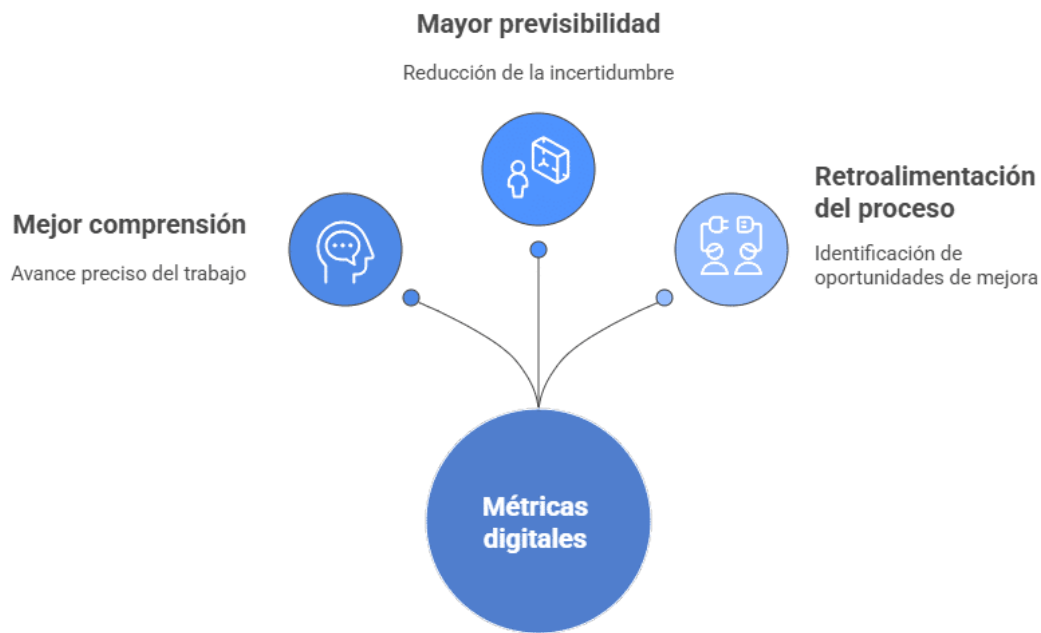 Mayor previsibilidad
Reducción de la incertidumbre
Mejor comprensión
Avance preciso del trabajo
Retroalimentación
del proceso
Identificación de
oportunidades de mejora
Métricas
digitales